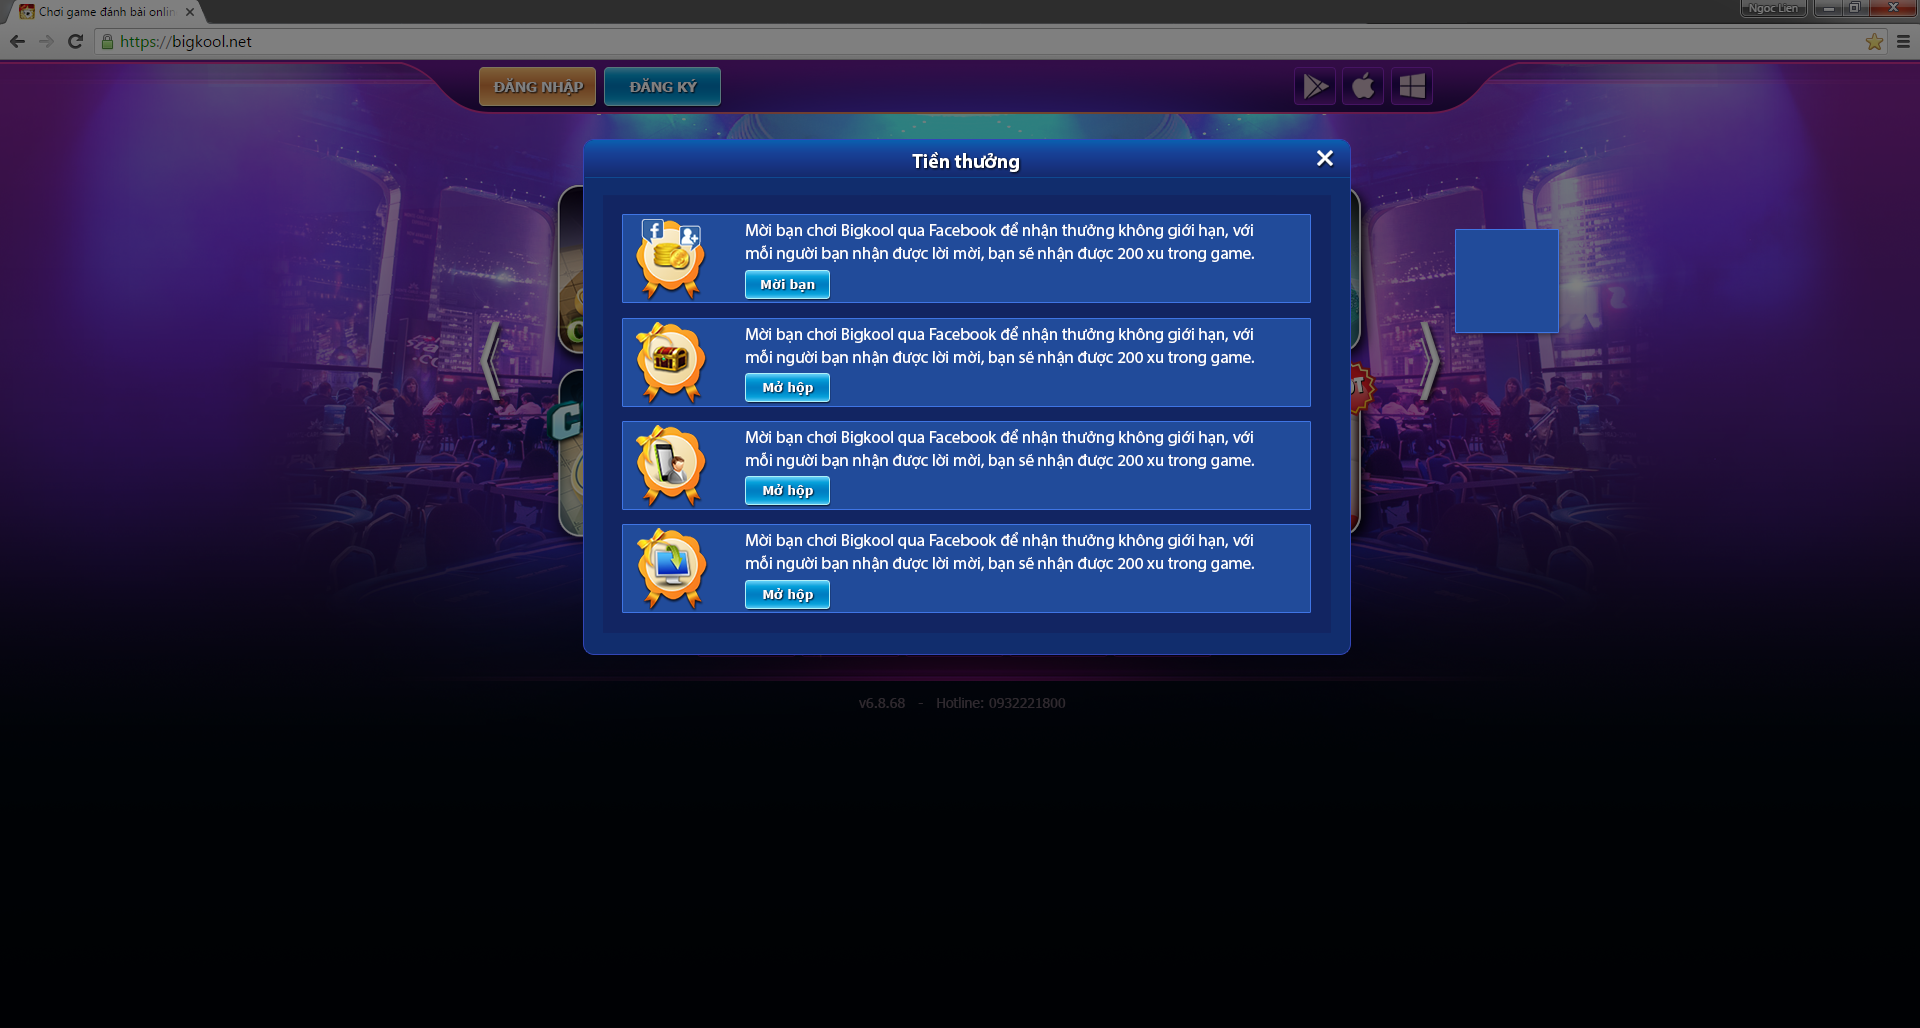 Chơi game đánh bài onlin
Ngoc Lien
https://bigkool.net
ĐĂNG NHẬP
ĐĂNG KÝ
Tiền thưởng
Mời bạn chơi Bigkool qua Facebook để nhận thưởng không giới hạn, với
mỗi người bạn nhận được lời mời, bạn sẽ nhận được 200 xu trong game.
Mời bạn
Mời bạn chơi Bigkool qua Facebook để nhận thưởng không giới hạn, với
mỗi người bạn nhận được lời mời, bạn sẽ nhận được 200 xu trong game.
Mở hộp
Mời bạn chơi Bigkool qua Facebook để nhận thưởng không giới hạn, với
mỗi người bạn nhận được lời mời, bạn sẽ nhận được 200 xu trong game.
Mở hộp
Mời bạn chơi Bigkool qua Facebook để nhận thưởng không giới hạn, với
mỗi người bạn nhận được lời mời, bạn sẽ nhận được 200 xu trong game.
Mở hộp
v6.8.68 - Hotline: 0932221800